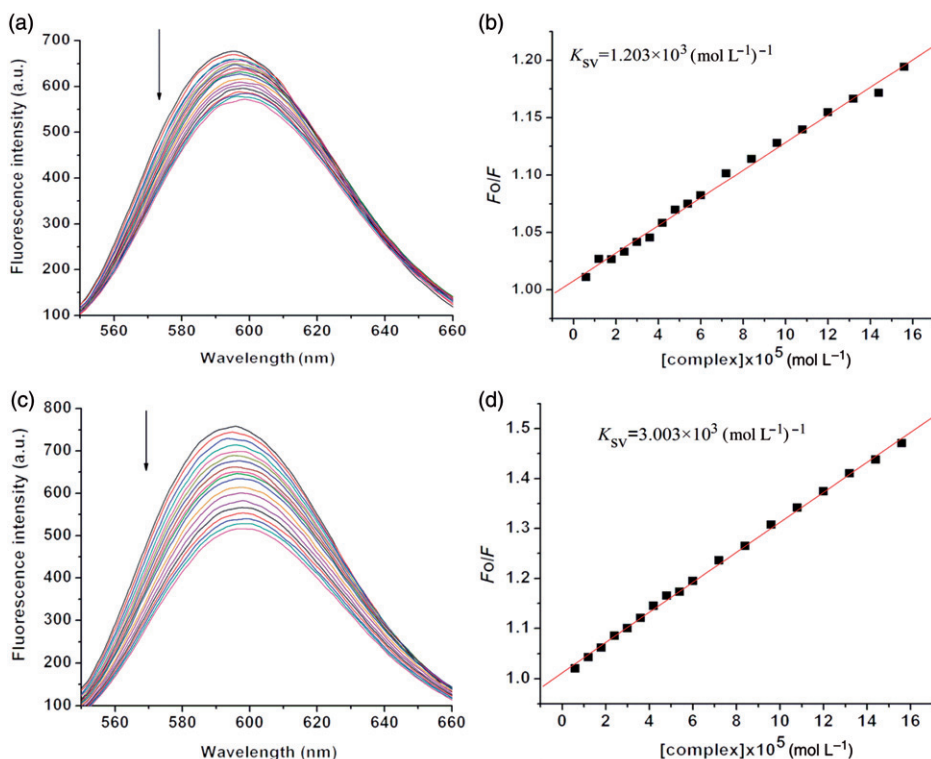 (a)
700
600
500
400
300
200
100
560 580 600 620 640 660
Fluorescence intensity (a.u.)
Wavelength (nm)
(b)
K_SV=1.203×10³ (mol L⁻¹)⁻¹
1.20
1.15
1.10
1.05
1.00
0 2 4 6 8 10 12 14 16
Fo/F
[complex]x10⁵ (mol L⁻¹)
(c)
800
700
600
500
400
300
200
100
560 580 600 620 640 660
Fluorescence intensity (a.u.)
Wavelength (nm)
(d)
K_SV=3.003×10³ (mol L⁻¹)⁻¹
1.5
1.4
1.3
1.2
1.1
1.0
0 2 4 6 8 10 12 14 16
Fo/F
[complex]x10⁵ (mol L⁻¹)